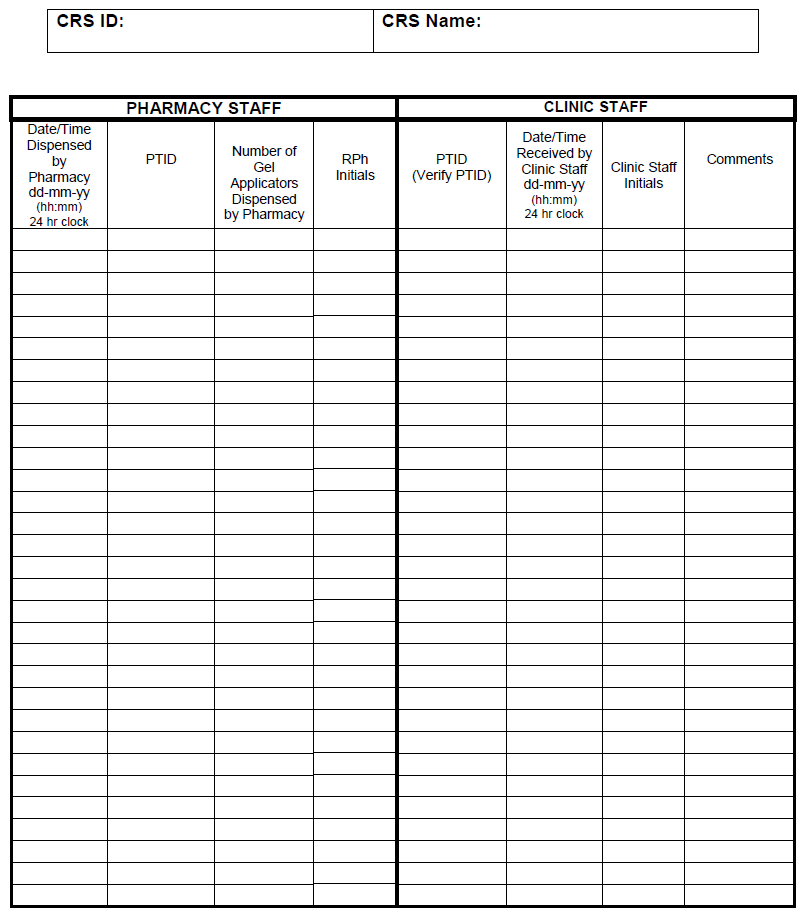 CRS ID:
CRS Name:
PHARMACY STAFF
CLINIC STAFF
Date/Time
Dispensed
by
Pharmacy
dd-mm-yy
(hh:mm)
24 hr clock
PTID
Number of
Gel
Applicators
Dispensed
by Pharmacy
RPh
Initials
PTID
(Verify PTID)
Date/Time
Received by
Clinic Staff
dd-mm-yy
(hh:mm)
24 hr clock
Clinic Staff
Initials
Comments